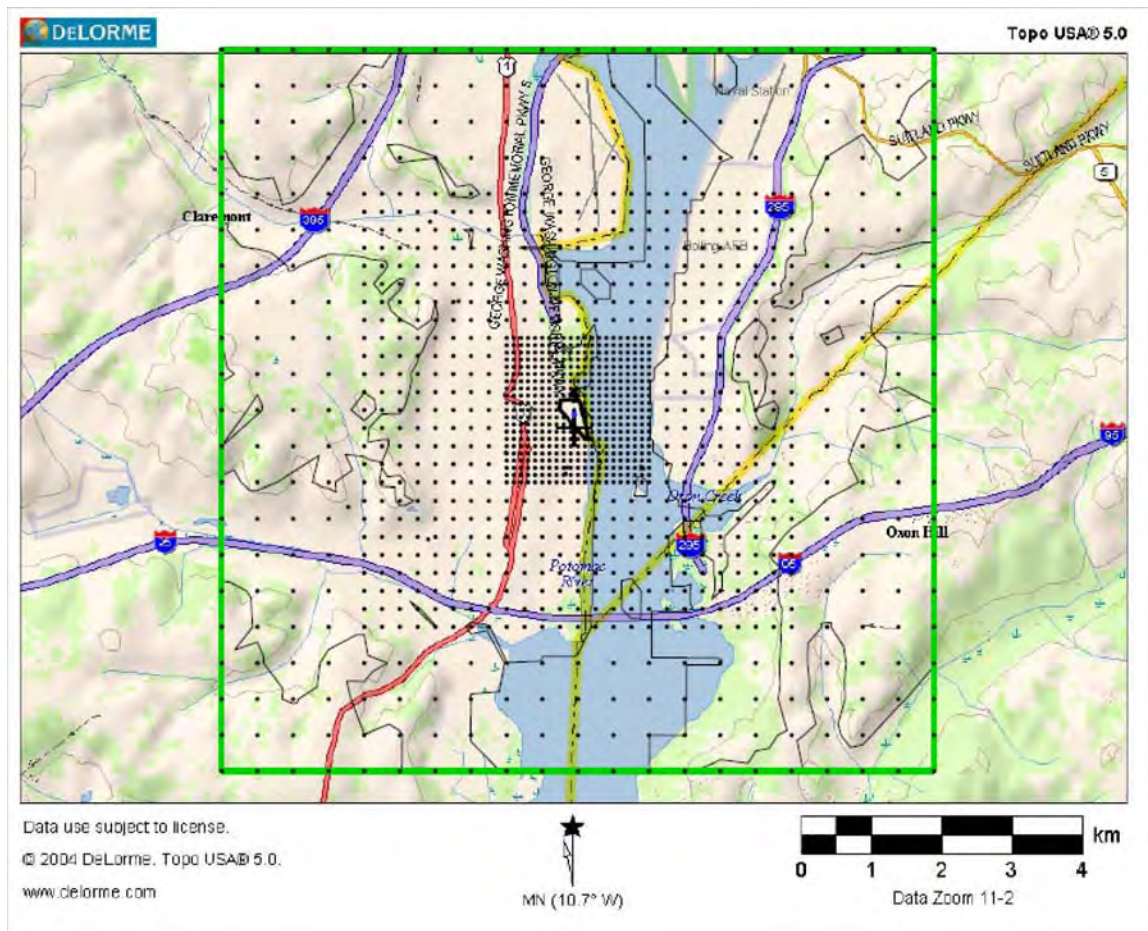 DELORME
Topo USA® 5.0
1
Naval Station
SUITLAND PKWY
SUITLAND PKWY
5
GEORGE WASHINGTON MEMORIAL PKWY S
Claremont
395
295
Bolling AFB
95
Oxon Creek
Oxon Hill
95
295
95
Potomac
River
Data use subject to license.
© 2004 DeLorme. Topo USA® 5.0.
www.delorme.com
MN (10.7° W)
km
0 1 2 3 4
Data Zoom 11-2